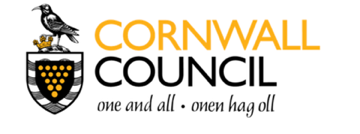 CORNWALL
COUNCIL
one and all • onen hag oll